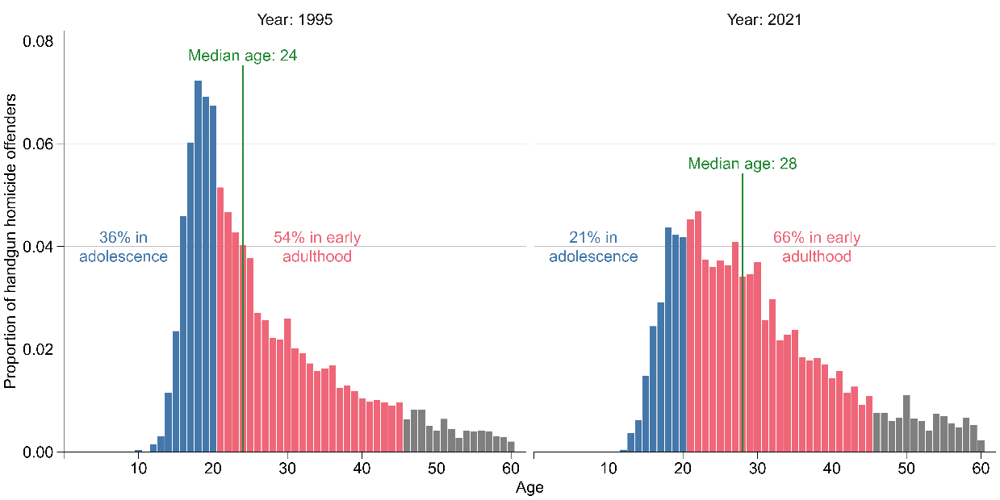 Year: 1995
Year: 2021
Proportion of handgun homicide offenders
0.08
0.06
0.04
0.02
0.00
Median age: 24
36% in
adolescence
54% in early
adulthood
10
20
30
40
50
60
Median age: 28
21% in
adolescence
66% in early
adulthood
10
20
30
40
50
60
Age